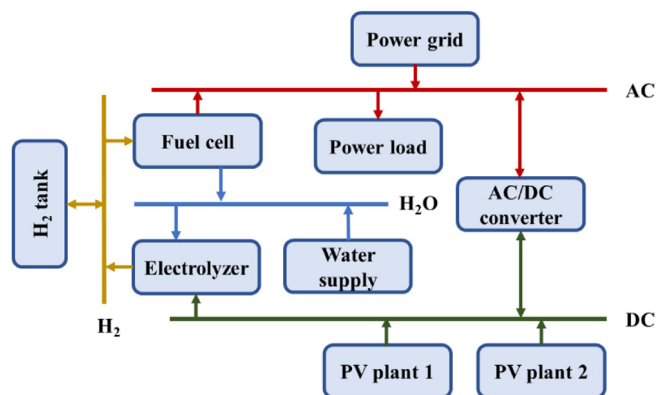 Power grid
AC
Fuel cell
Power load
H₂ tank
H₂O
AC/DC
converter
Electrolyzer
Water
supply
H₂
DC
PV plant 1
PV plant 2